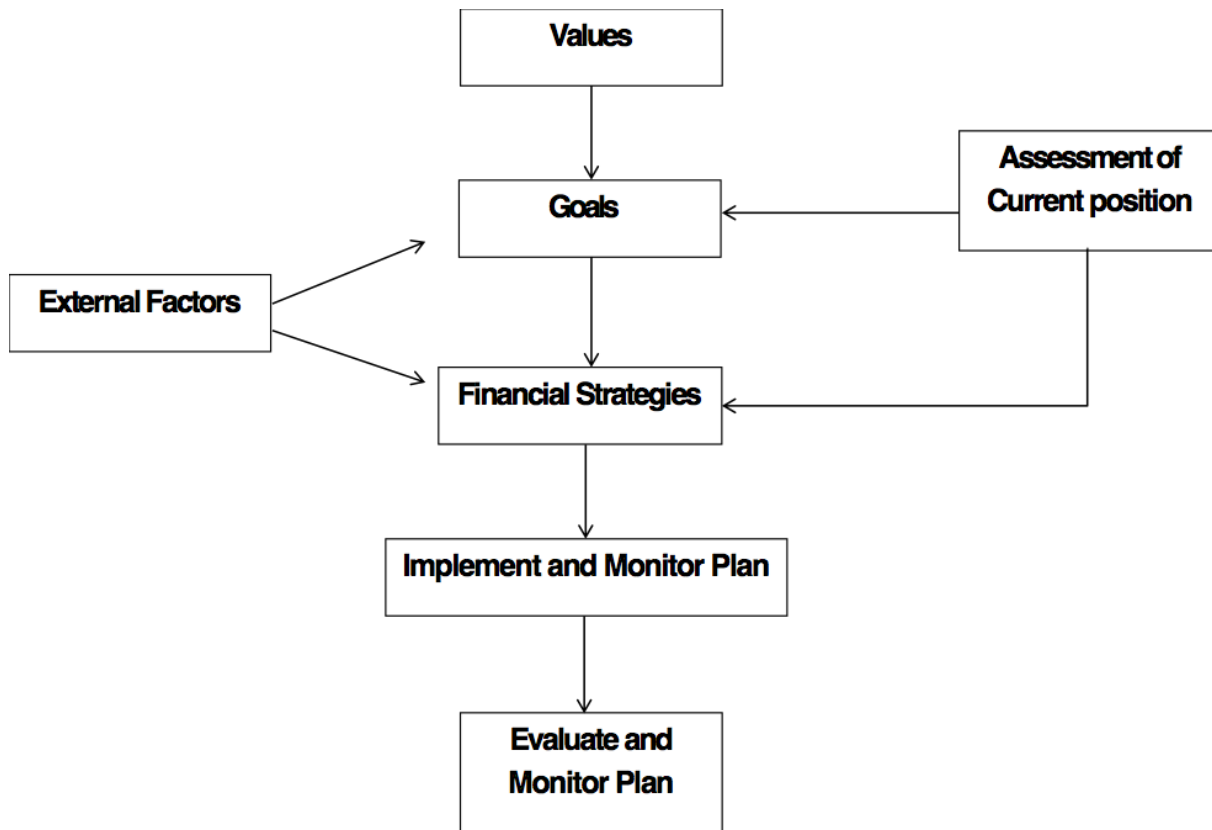 Values
Assessment of
Current position
Goals
External Factors
Financial Strategies
Implement and Monitor Plan
Evaluate and
Monitor Plan